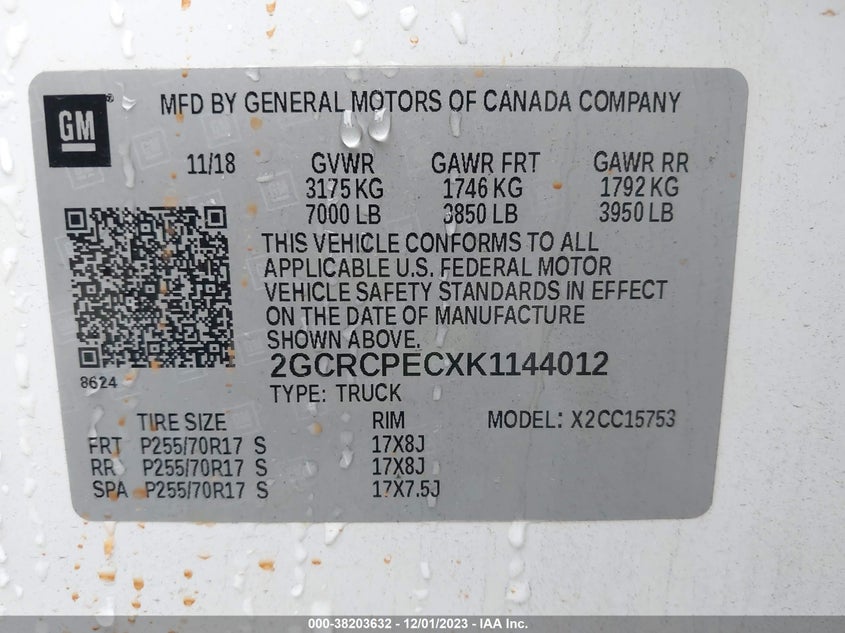 GM
MFD BY GENERAL MOTORS OF CANADA COMPANY
11/18 GVWR GAWR FRT GAWR RR
3175 KG 1746 KG 1792 KG
7000 LB 3850 LB 3950 LB
THIS VEHICLE CONFORMS TO ALL
APPLICABLE U.S. FEDERAL MOTOR
VEHICLE SAFETY STANDARDS IN EFFECT
ON THE DATE OF MANUFACTURE
SHOWN ABOVE.
2GCRCPECXK1144012
8624
TYPE: TRUCK
TIRE SIZE RIM MODEL: X2CC15753
FRT P255/70R17 S 17X8J
RR P255/70R17 S 17X8J
SPA P255/70R17 S 17X7.5J
000-38203632 - 12/01/2023 - IAA Inc.